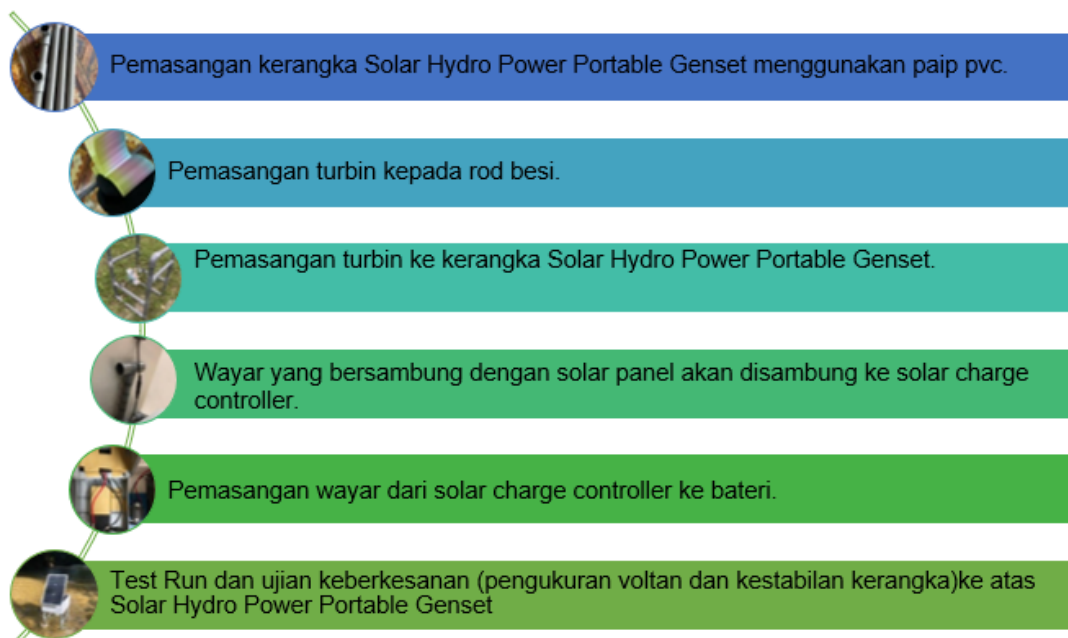 Pemasangan kerangka Solar Hydro Power Portable Genset menggunakan paip pvc.
Pemasangan turbin kepada rod besi.
Pemasangan turbin ke kerangka Solar Hydro Power Portable Genset.
Wayar yang bersambung dengan solar panel akan disambung ke solar charge
controller.
Pemasangan wayar dari solar charge controller ke bateri.
Test Run dan ujian keberkesanan (pengukuran voltan dan kestabilan kerangka)ke atas
Solar Hydro Power Portable Genset